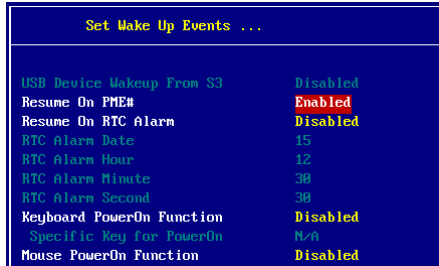 Set Wake Up Events ...
USB Device Wakeup From S3 Disabled
Resume On PME# Enabled
Resume On RTC Alarm Disabled
RTC Alarm Date 15
RTC Alarm Hour 12
RTC Alarm Minute 30
RTC Alarm Second 30
Keyboard PowerOn Function Disabled
Specific Key for PowerOn N/A
Mouse PowerOn Function Disabled